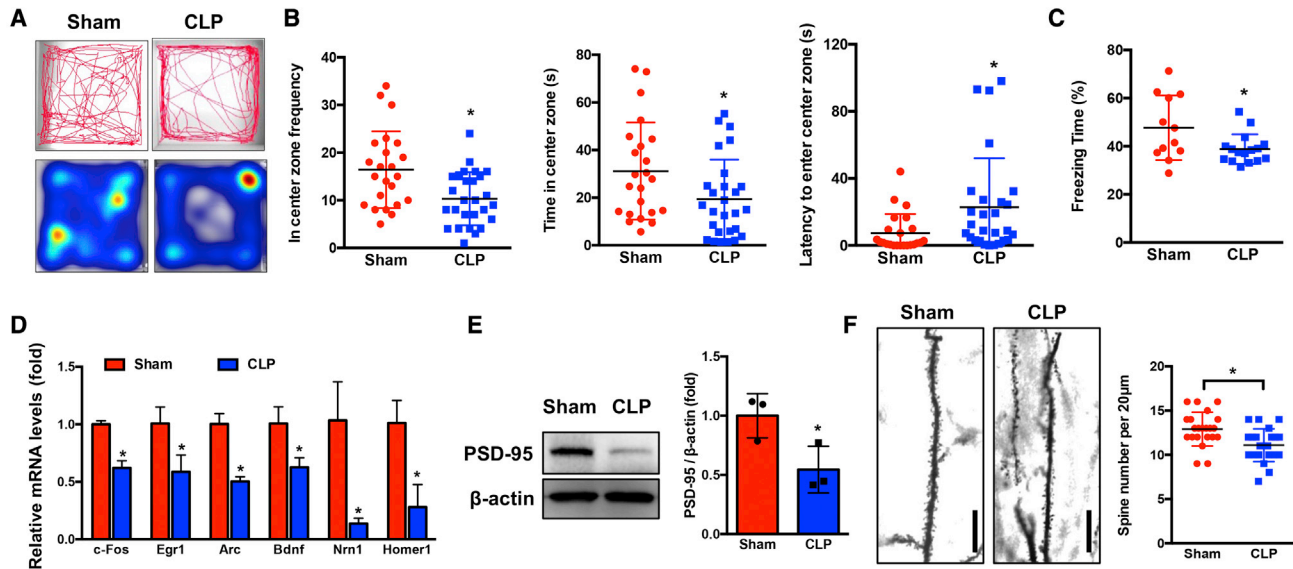 A
Sham
CLP
B
In center zone frequency
40
30
20
10
0
*
Sham
CLP
Time in center zone (s)
80
60
40
20
0
*
Sham
CLP
Latency to enter center zone (s)
120
80
40
0
*
Sham
CLP
C
Freezing Time (%)
80
60
40
20
0
*
Sham
CLP
D
Relative mRNA levels (fold)
Sham
CLP
1.5
1.0
0.5
0.0
*
*
*
*
*
*
c-Fos
Egr1
Arc
Bdnf
Nrn1
Homer1
E
Sham
CLP
PSD-95
β-actin
PSD-95 / β-actin (fold)
1.5
1.0
0.5
0.0
*
Sham
CLP
F
Sham
CLP
Spine number per 20μm
20
15
10
5
0
*
Sham
CLP